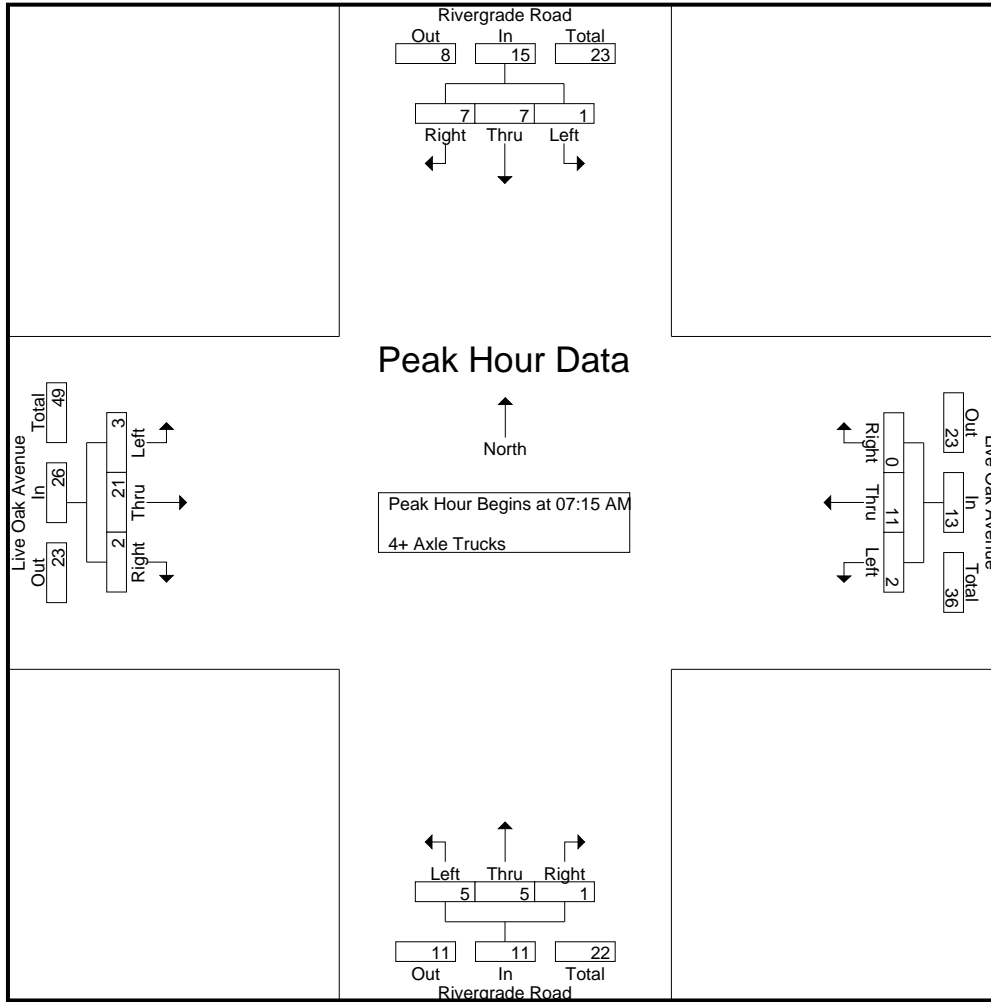 Rivergrade Road
Out In Total
8 15 23
7 7 1
Right Thru Left
Peak Hour Data
North
Peak Hour Begins at 07:15 AM
4+ Axle Trucks
Live Oak Avenue
Out In Total
23 26 49
Right Thru Left
2 21 3
Live Oak Avenue
Out In Total
23 13 36
Right Thru Left
0 11 2
Left Thru Right
5 5 1
11 11 22
Out In Total
Rivergrade Road